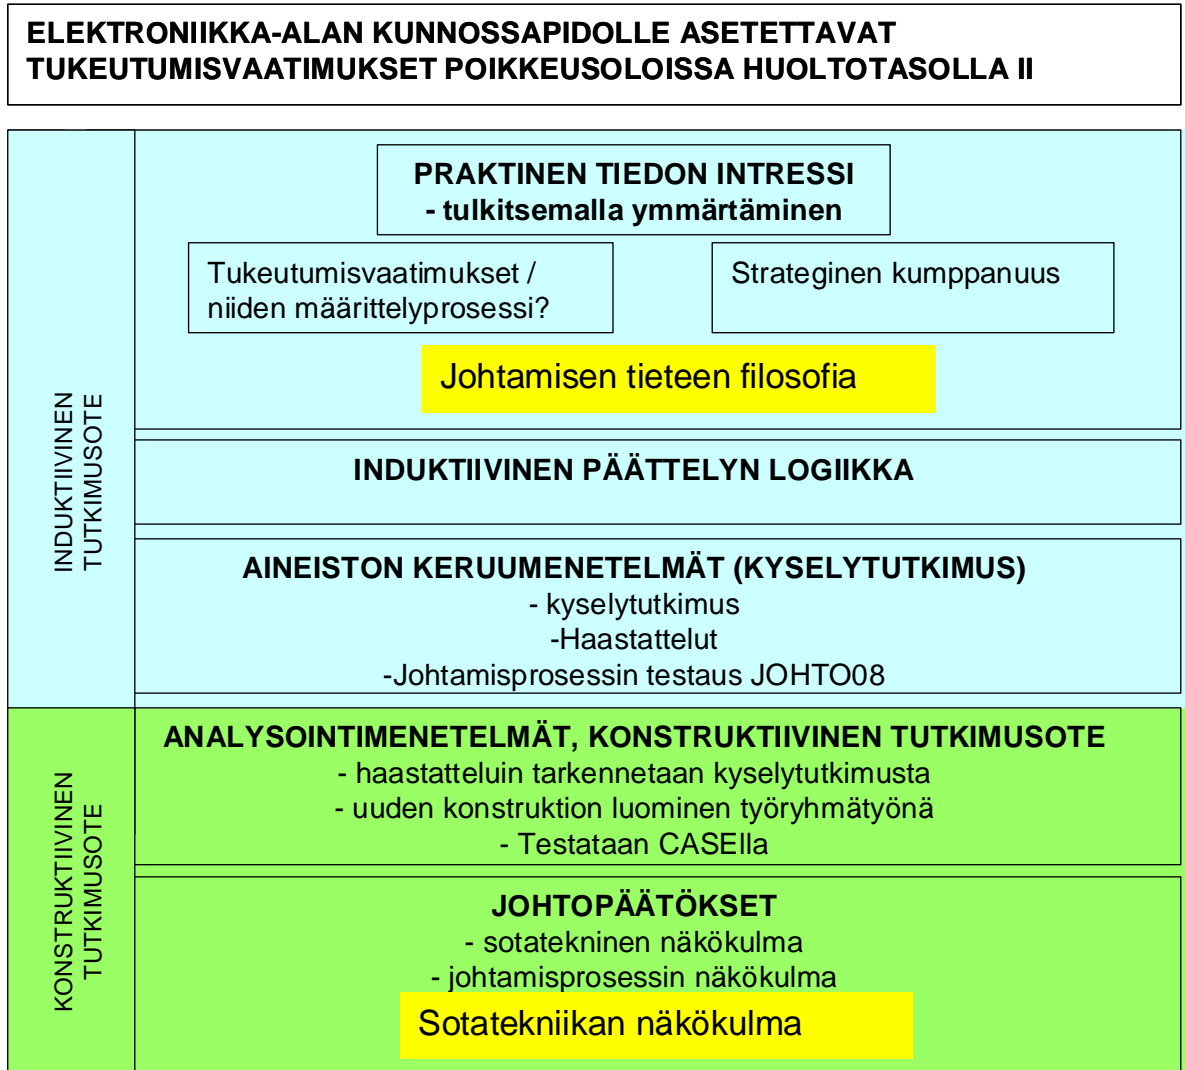 ELEKTRONIIKKA-ALAN KUNNOSSAPIDOLLE ASETETTAVAT
TUKEUTUMISVAATIMUKSET POIKKEUSOLOISSA HUOLTOTASOLLA II
INDUKTIIVINEN
TUTKIMUSOTE
PRAKTINEN TIEDON INTRESSI
- tulkitsemalla ymmärtäminen
Tukeutumisvaatimukset /
niiden määrittelyprosessi?
Strateginen kumppanuus
Johtamisen tieteen filosofia
INDUKTIIVINEN PÄÄTTELYN LOGIIKKA
AINEISTON KERUUMENETELMÄT (KYSELYTUTKIMUS)
- kyselytutkimus
-Haastattelut
-Johtamisprosessin testaus JOHTO08
KONSTRUKTIIVINEN
TUTKIMUSOTE
ANALYSOINTIMENETELMÄT, KONSTRUKTIIVINEN TUTKIMUSOTE
- haastatteluin tarkennetaan kyselytutkimusta
- uuden konstruktion luominen työryhmätyönä
- Testataan CASElla
JOHTOPÄÄTÖKSET
- sotatekninen näkökulma
- johtamisprosessin näkökulma
Sotatekniikan näkökulma